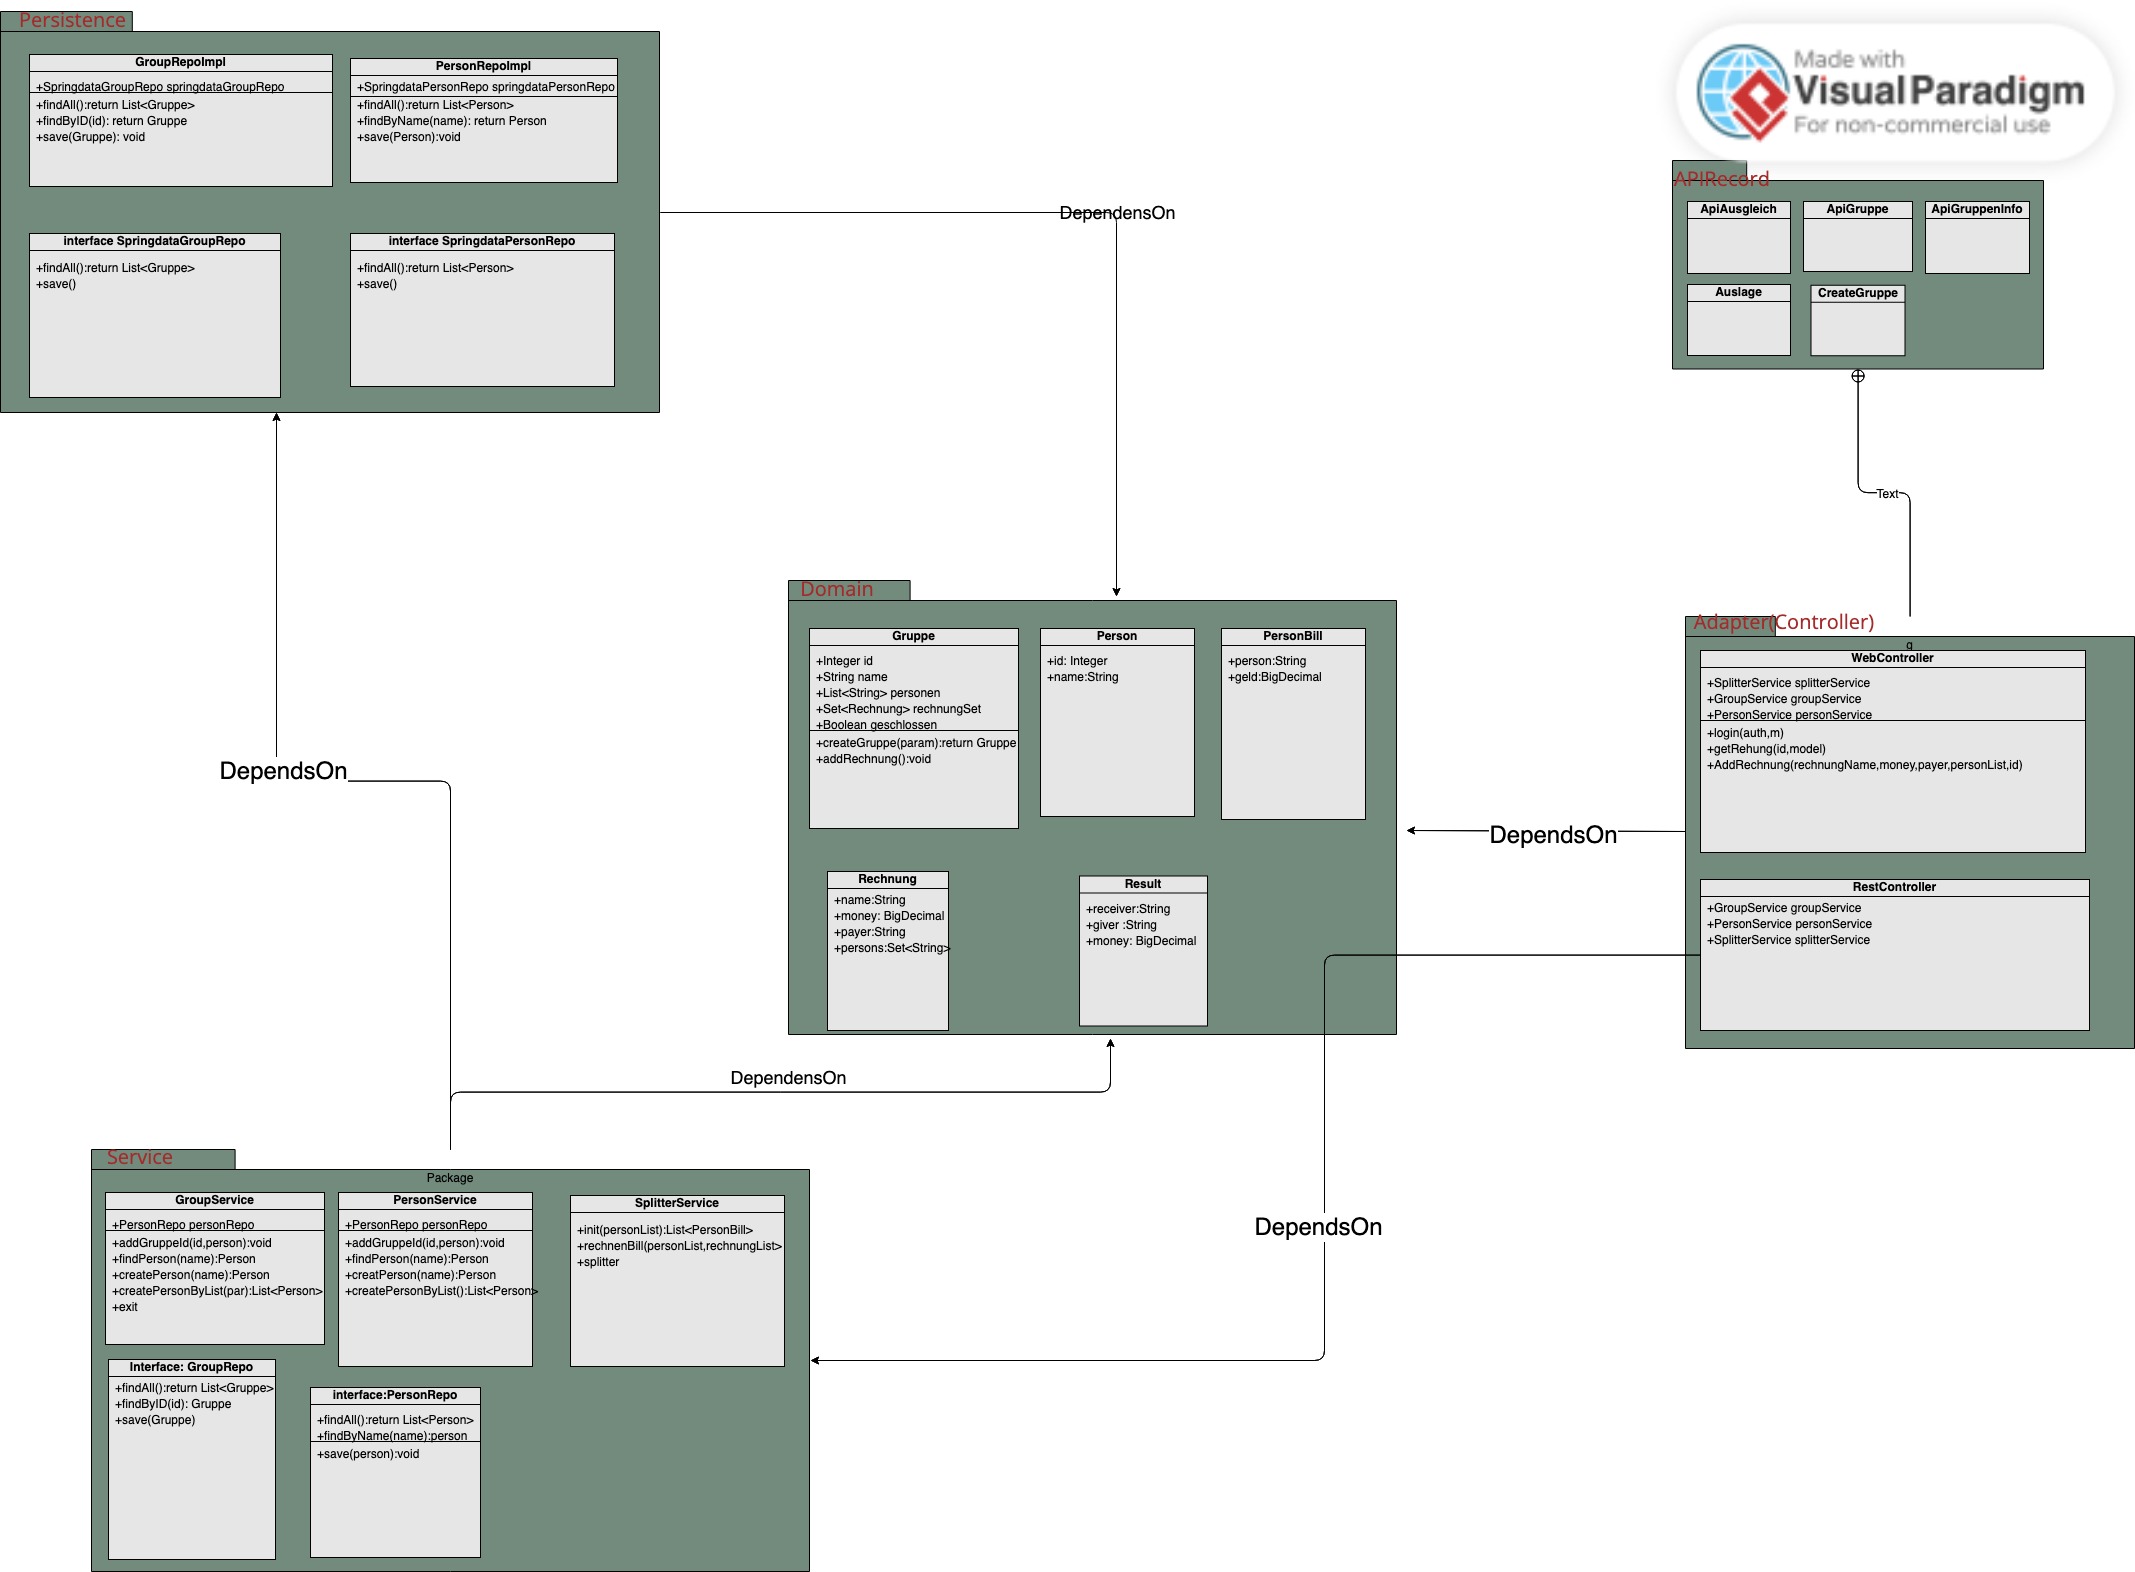 Persistence
GroupRepoImpl
+SpringdataGroupRepo springdataGroupRepo
+findAll():return List<Gruppe>
+findByID(id): return Gruppe
+save(Gruppe): void
PersonRepoImpl
+SpringdataPersonRepo springdataPersonRepo
+findAll():return List<Person>
+findByName(name): return Person
+save(Person):void
interface SpringdataGroupRepo
+findAll():return List<Gruppe>
+save()
interface SpringdataPersonRepo
+findAll():return List<Person>
+save()
Made with
Visual Paradigm
For non-commercial use
APIRecord
ApiAusgleich
ApiGruppe
ApiGruppenInfo
Auslage
CreateGruppe
DependensOn
Text
Domain
Gruppe
+Integer id
+String name
+List<String> personen
+Set<Rechnung> rechnungSet
+Boolean geschlossen
+createGruppe(param):return Gruppe
+addRechnung():void
Person
+id: Integer
+name:String
PersonBill
+person:String
+geld:BigDecimal
Rechnung
+name:String
+money: BigDecimal
+payer:String
+persons:Set<String>
Result
+receiver:String
+giver :String
+money: BigDecimal
Adapter(Controller)
g
WebController
+SplitterService splitterService
+GroupService groupService
+PersonService personService
+login(auth,m)
+getRehung(id,model)
+AddRechnung(rechnungName,money,payer,personList,id)
RestController
+GroupService groupService
+PersonService personService
+SplitterService splitterService
DependsOn
DependsOn
DependensOn
DependsOn
Service
Package
GroupService
+PersonRepo personRepo
+addGruppeId(id,person):void
+findPerson(name):Person
+createPerson(name):Person
+createPersonByList(par):List<Person>
+exit
PersonService
+PersonRepo personRepo
+addGruppeId(id,person):void
+findPerson(name):Person
+creatPerson(name):Person
+createPersonByList():List<Person>
SplitterService
+init(personList):List<PersonBill>
+rechnenBill(personList,rechnungList>
+splitter
Interface: GroupRepo
+findAll():return List<Gruppe>
+findByID(id): Gruppe
+save(Gruppe)
interface:PersonRepo
+findAll():return List<Person>
+findByName(name):person
+save(person):void